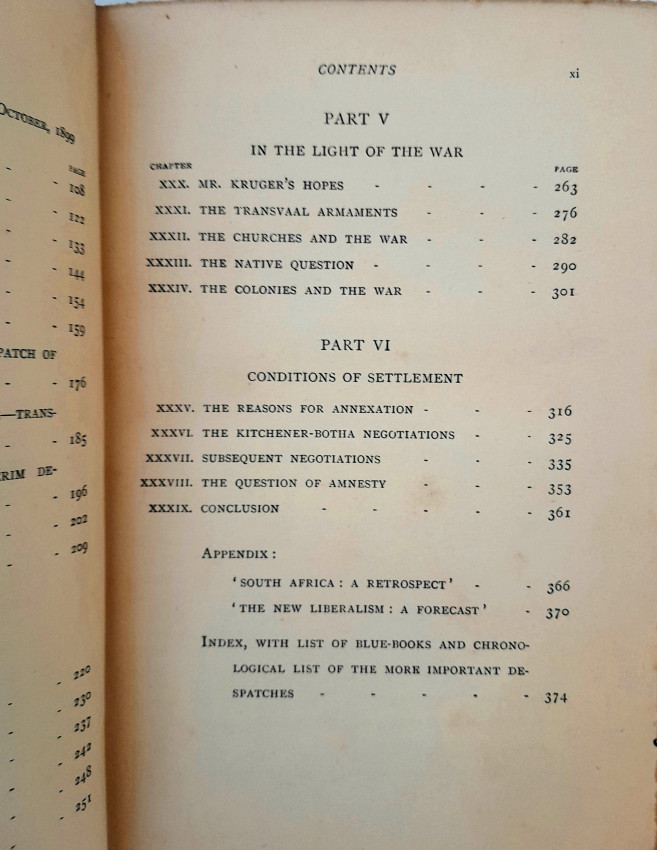 October, 1899
PAGE
- - 108
- - 122
- - 133
- - 144
- - 154
- - 159
PATCH OF
- - 176
—TRANS-
- - 185
RIM DE-
- - 196
- - 202
- - 209
-
- 220
- - 230
- - 237
- - 242
- - 248
- - 251
CONTENTS xi
PART V
IN THE LIGHT OF THE WAR
CHAPTER PAGE
XXX. MR. KRUGER'S HOPES - - - - 263
XXXI. THE TRANSVAAL ARMAMENTS - - - 276
XXXII. THE CHURCHES AND THE WAR - - - 282
XXXIII. THE NATIVE QUESTION - - - - 290
XXXIV. THE COLONIES AND THE WAR - - - 301
PART VI
CONDITIONS OF SETTLEMENT
XXXV. THE REASONS FOR ANNEXATION - - - 316
XXXVI. THE KITCHENER-BOTHA NEGOTIATIONS - - 325
XXXVII. SUBSEQUENT NEGOTIATIONS - - - 335
XXXVIII. THE QUESTION OF AMNESTY - - - 353
XXXIX. CONCLUSION - - - - - 361
Appendix:
'SOUTH AFRICA: A RETROSPECT' - - 366
'THE NEW LIBERALISM: A FORECAST' - 370
Index, with list of blue-books and chrono-
logical list of the more important de-
spatches - - - - - 374